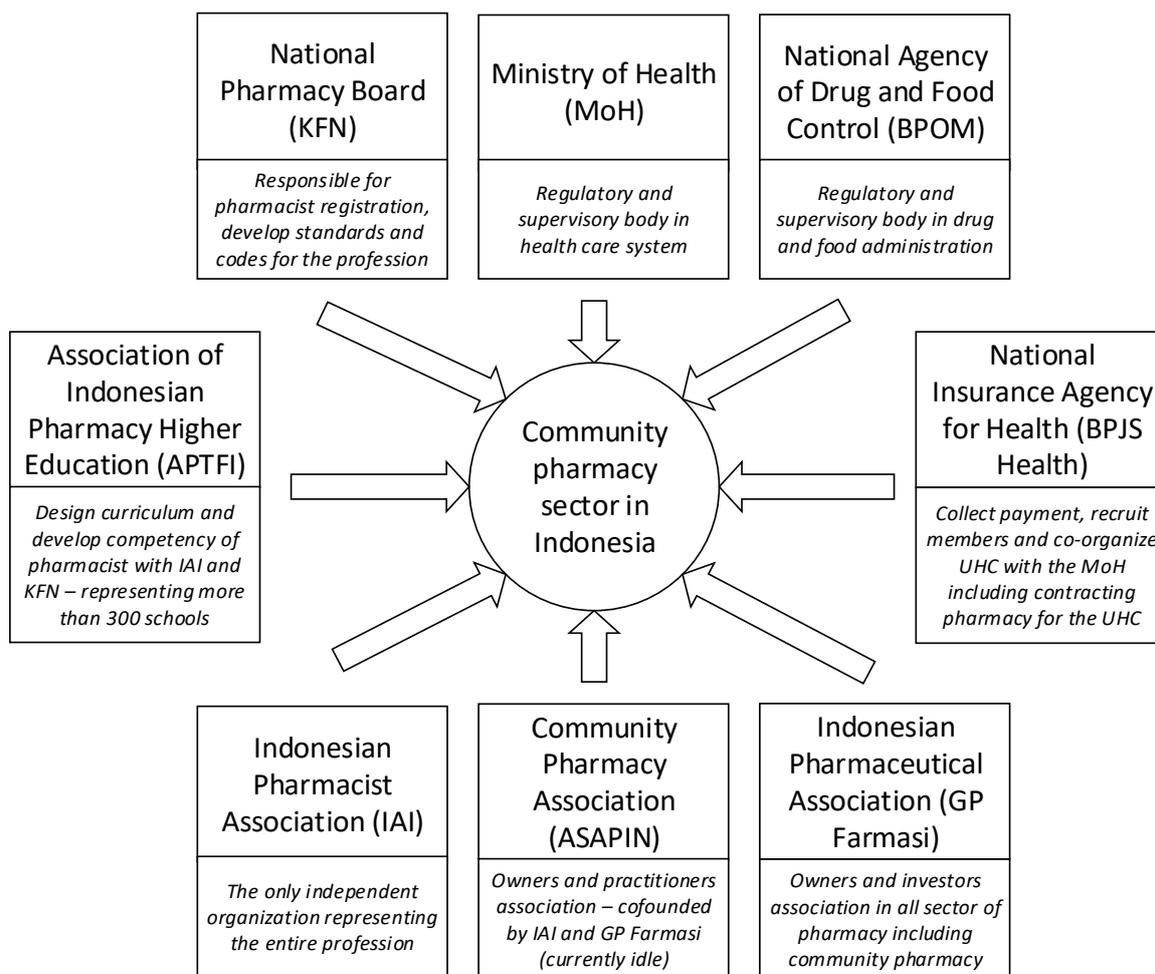 National
Pharmacy Board
(KFN)
Responsible for
pharmacist registration,
develop standards and
codes for the profession
Ministry of Health
(MoH)
Regulatory and
supervisory body in
health care system
National Agency
of Drug and Food
Control (BPOM)
Regulatory and
supervisory body in drug
and food administration
Association of
Indonesian
Pharmacy Higher
Education (APTFI)
Design curriculum and
develop competency of
pharmacist with IAI and
KFN – representing more
than 300 schools
Community
pharmacy
sector in
Indonesia
National
Insurance Agency
for Health (BPJS
Health)
Collect payment, recruit
members and co-organize
UHC with the MoH
including contracting
pharmacy for the UHC
Indonesian
Pharmacist
Association (IAI)
The only independent
organization representing
the entire profession
Community
Pharmacy
Association
(ASAPIN)
Owners and practitioners
association – cofounded
by IAI and GP Farmasi
(currently idle)
Indonesian
Pharmaceutical
Association (GP
Farmasi)
Owners and investors
association in all sector of
pharmacy including
community pharmacy